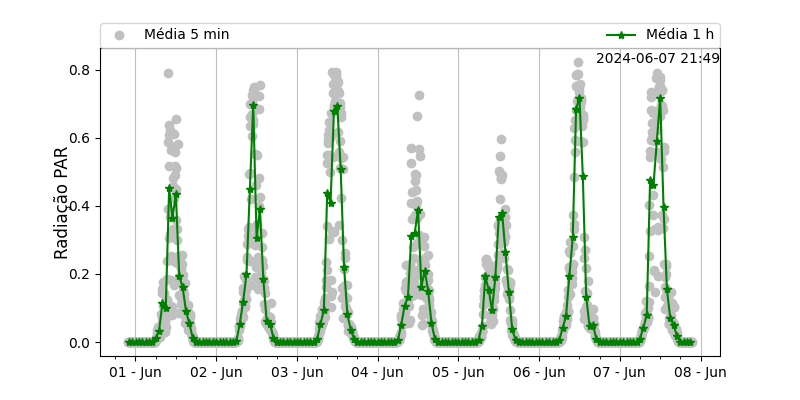 Média 5 min
Média 1 h
2024-06-07 21:49
Radiação PAR
0.8
0.6
0.4
0.2
0.0
01 - Jun
02 - Jun
03 - Jun
04 - Jun
05 - Jun
06 - Jun
07 - Jun
08 - Jun